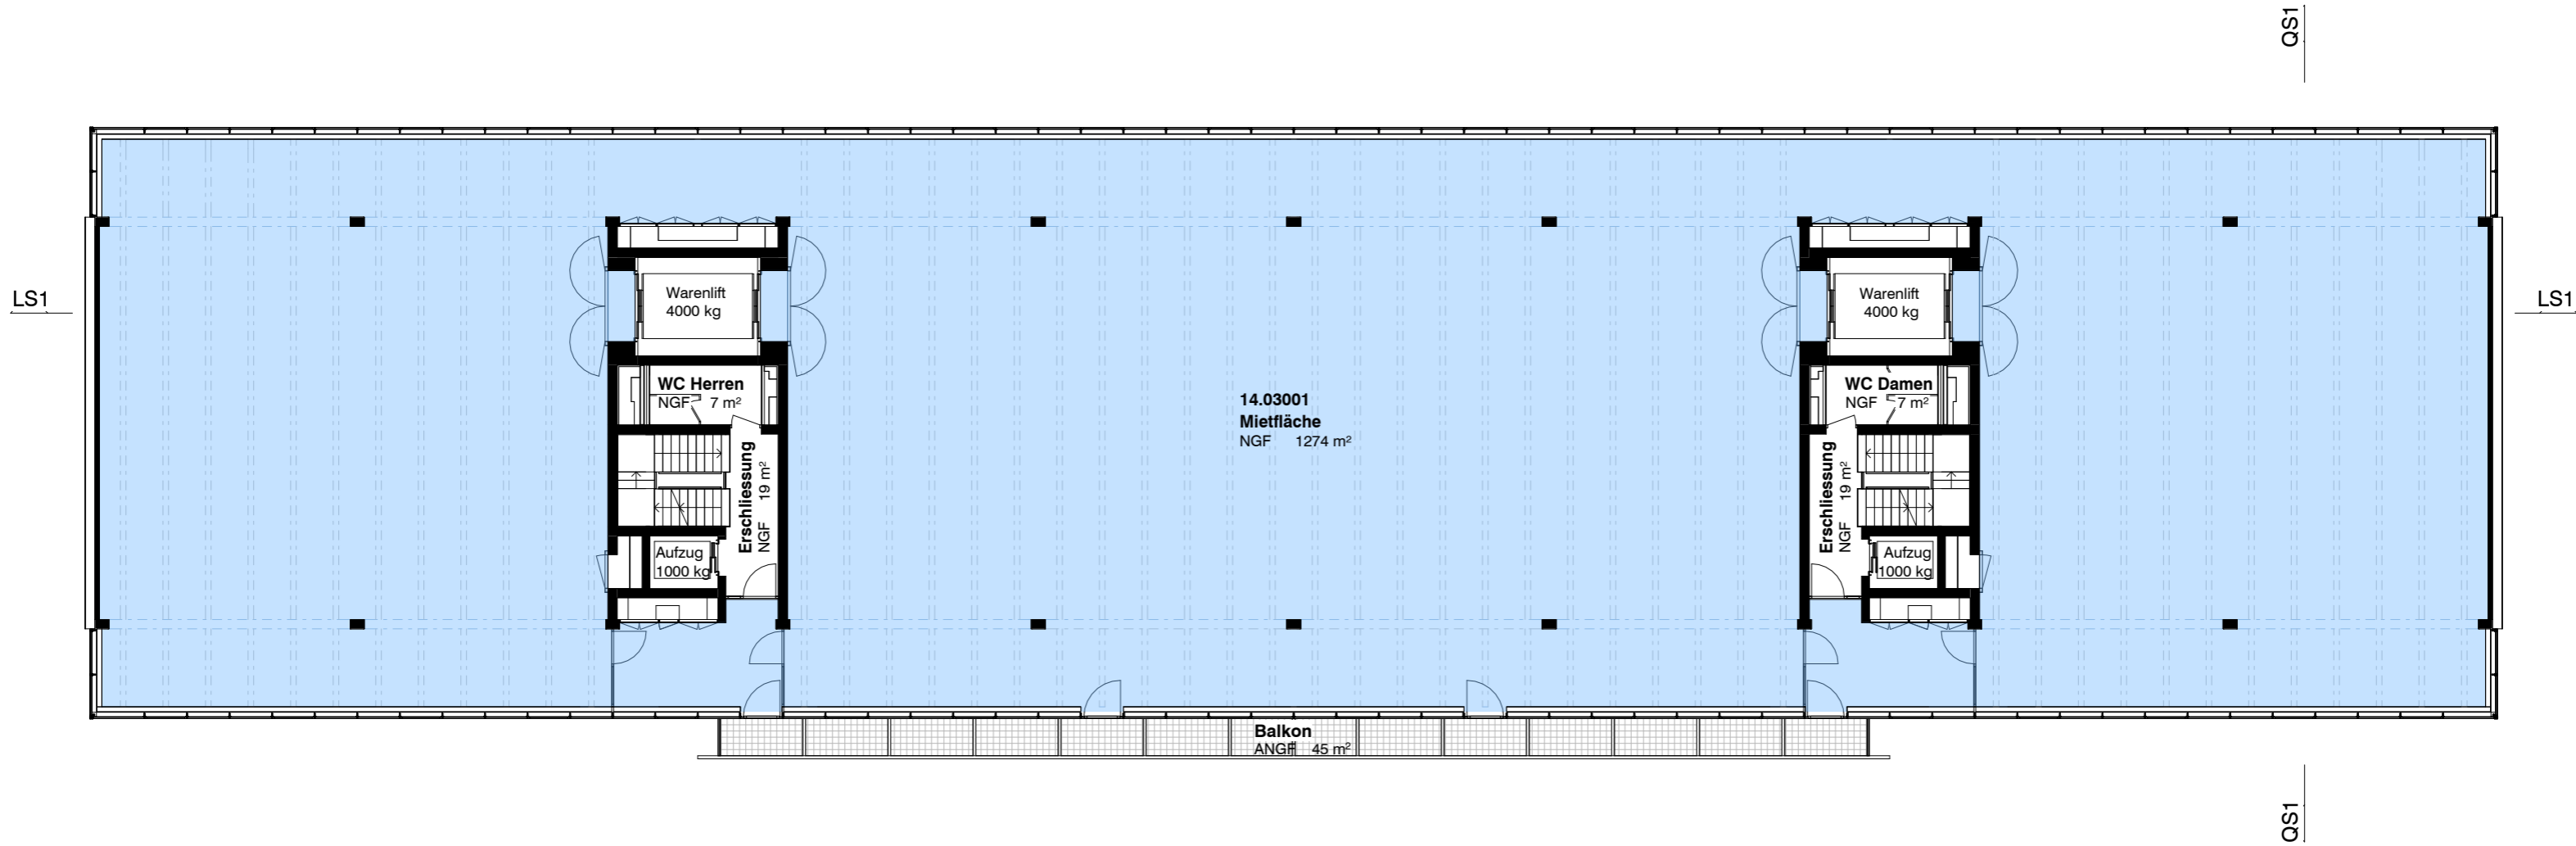 QS1
LS1
LS1
Warenlift
4000 kg
Warenlift
4000 kg
WC Herren
NGF 7 m²
WC Damen
NGF 7 m²
14.03001
Mietfläche
NGF 1274 m²
Erschliessung
NGF 19 m²
Erschliessung
NGF 19 m²
Aufzug
1000 kg
Aufzug
1000 kg
Balkon
ANGF 45 m²
QS1